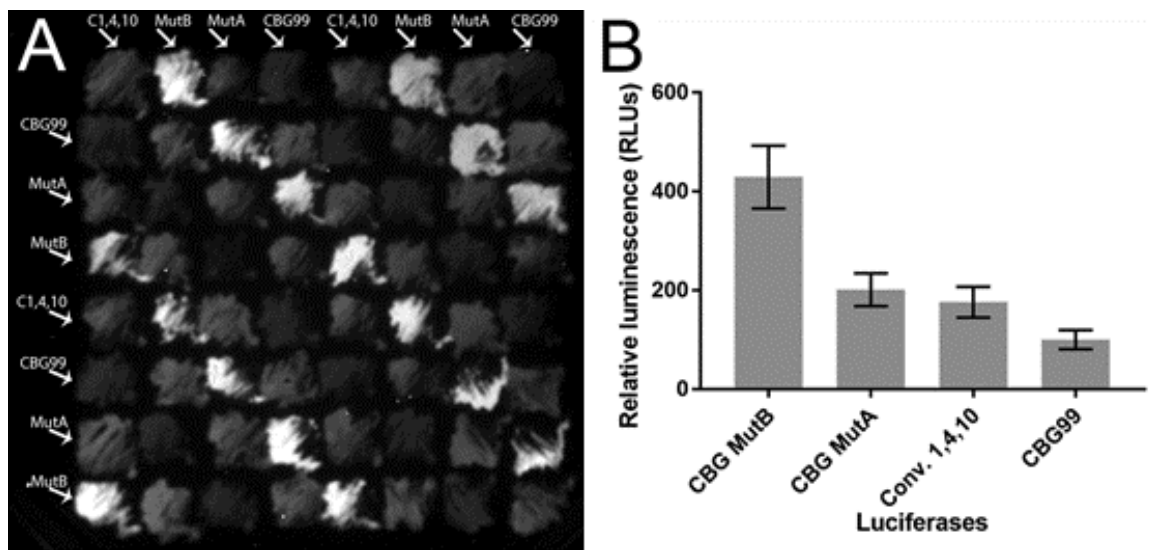 A
C1,4,10 MutB MutA CBG99 C1,4,10 MutB MutA CBG99
CBG99
MutA
MutB
C1,4,10
CBG99
MutA
MutB
B
600
400
200
0
Relative luminescence (RLUs)
CBG MutB
CBG MutA
Conv. 1,4,10
CBG99
Luciferases